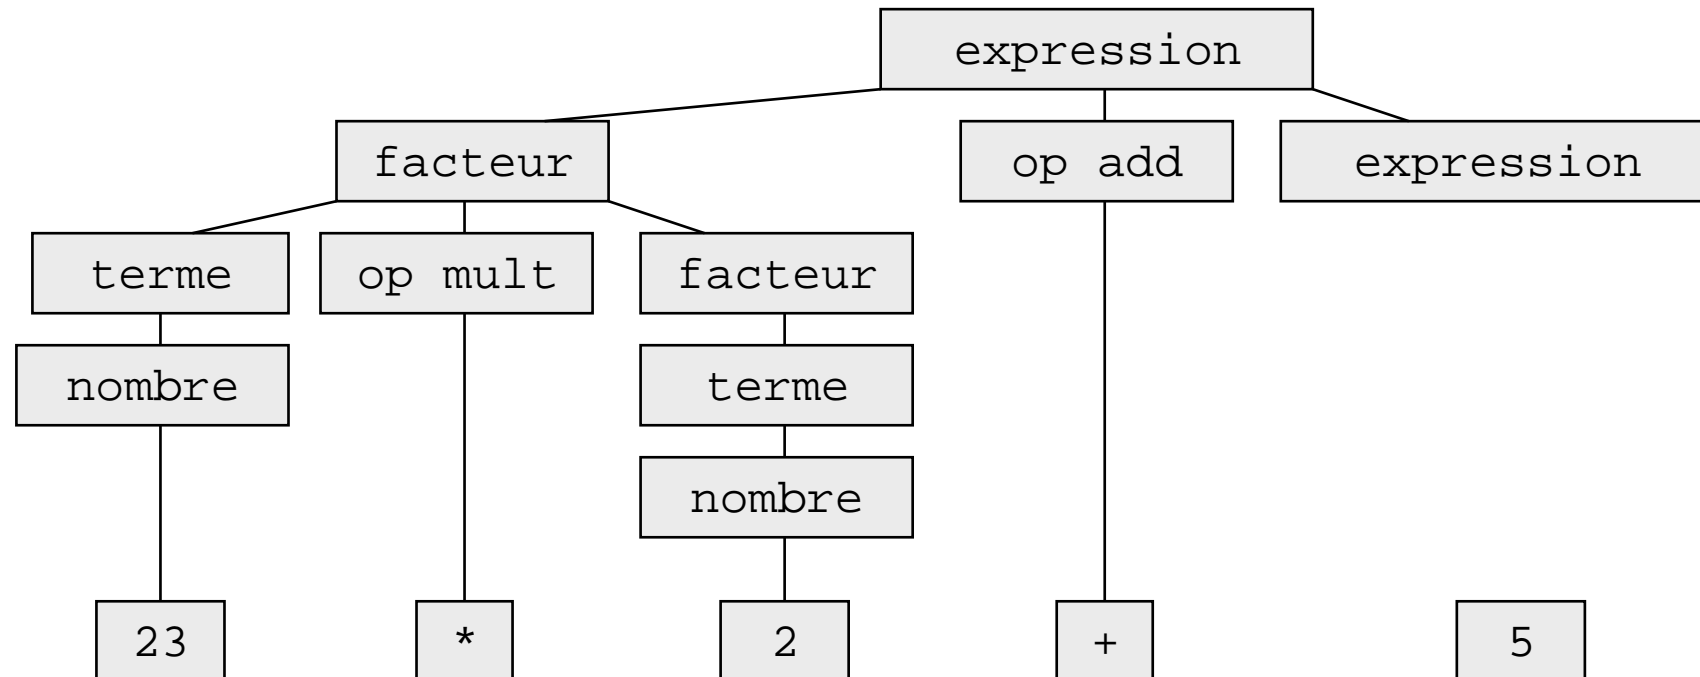 expression
facteur op add expression
terme op mult facteur
nombre terme
nombre
23 * 2 + 5